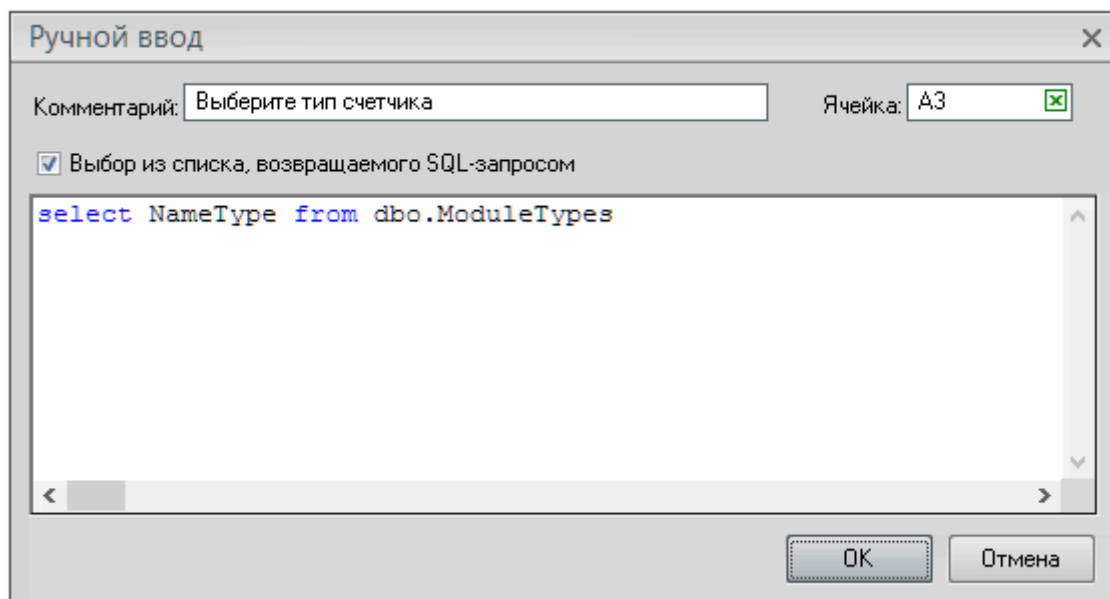 Ручной ввод
Комментарий: Выберите тип счетчика Ячейка: A3
Выбор из списка, возвращаемого SQL-запросом
select NameType from dbo.ModuleTypes
OK Отмена